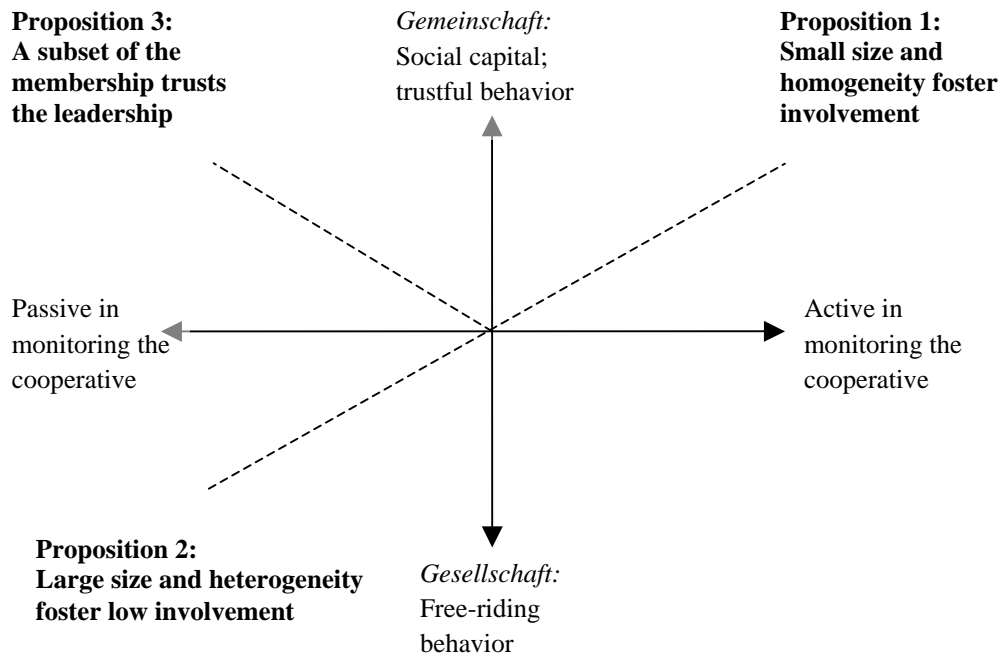 Proposition 3:
A subset of the
membership trusts
the leadership
Gemeinschaft:
Social capital;
trustful behavior
Proposition 1:
Small size and
homogeneity foster
involvement
Passive in
monitoring the
cooperative
Active in
monitoring the
cooperative
Proposition 2:
Large size and heterogeneity
foster low involvement
Gesellschaft:
Free-riding
behavior